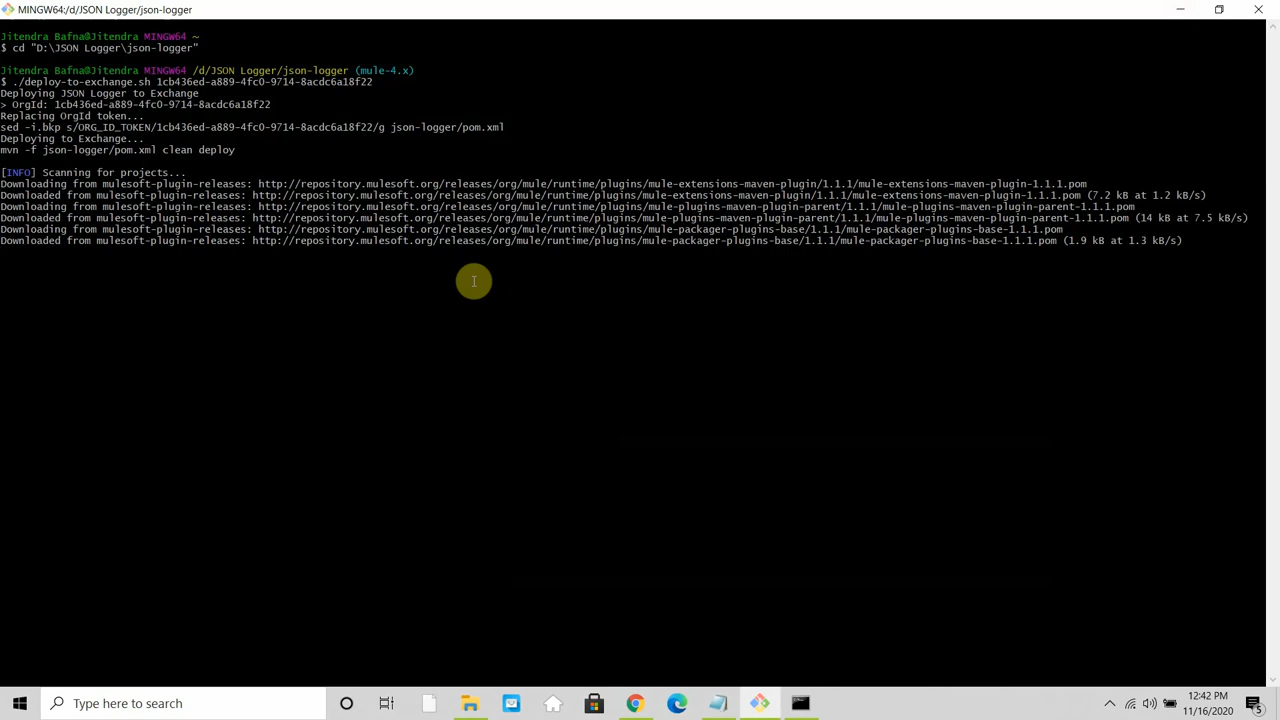 MINGW64:/d/JSON Logger/json-logger
Jitendra Bafna@Jitendra MINGW64 ~
$ cd "D:\JSON Logger\json-logger"
Jitendra Bafna@Jitendra MINGW64 /d/JSON Logger/json-logger (mule-4.x)
$ ./deploy-to-exchange.sh 1cb436ed-a889-4fc0-9714-8acdc6a18f22
Deploying JSON Logger to Exchange
> OrgId: 1cb436ed-a889-4fc0-9714-8acdc6a18f22
Replacing OrgId token...
sed -i.bkp s/ORG_ID_TOKEN/1cb436ed-a889-4fc0-9714-8acdc6a18f22/g json-logger/pom.xml
Deploying to Exchange...
mvn -f json-logger/pom.xml clean deploy
[INFO] Scanning for projects...
Downloading from mulesoft-plugin-releases: http://repository.mulesoft.org/releases/org/mule/runtime/plugins/mule-extensions-maven-plugin/1.1.1/mule-extensions-maven-plugin-1.1.1.pom
Downloaded from mulesoft-plugin-releases: http://repository.mulesoft.org/releases/org/mule/runtime/plugins/mule-extensions-maven-plugin/1.1.1/mule-extensions-maven-plugin-1.1.1.pom (7.2 kB at 1.2 kB/s)
Downloading from mulesoft-plugin-releases: http://repository.mulesoft.org/releases/org/mule/runtime/plugins/mule-plugins-maven-plugin-parent/1.1.1/mule-plugins-maven-plugin-parent-1.1.1.pom
Downloaded from mulesoft-plugin-releases: http://repository.mulesoft.org/releases/org/mule/runtime/plugins/mule-plugins-maven-plugin-parent/1.1.1/mule-plugins-maven-plugin-parent-1.1.1.pom (14 kB at 7.5 kB/s)
Downloading from mulesoft-plugin-releases: http://repository.mulesoft.org/releases/org/mule/runtime/plugins/mule-packager-plugins-base/1.1.1/mule-packager-plugins-base-1.1.1.pom
Downloaded from mulesoft-plugin-releases: http://repository.mulesoft.org/releases/org/mule/runtime/plugins/mule-packager-plugins-base/1.1.1/mule-packager-plugins-base-1.1.1.pom (1.9 kB at 1.3 kB/s)
Type here to search
12:42 PM
11/16/2020
5